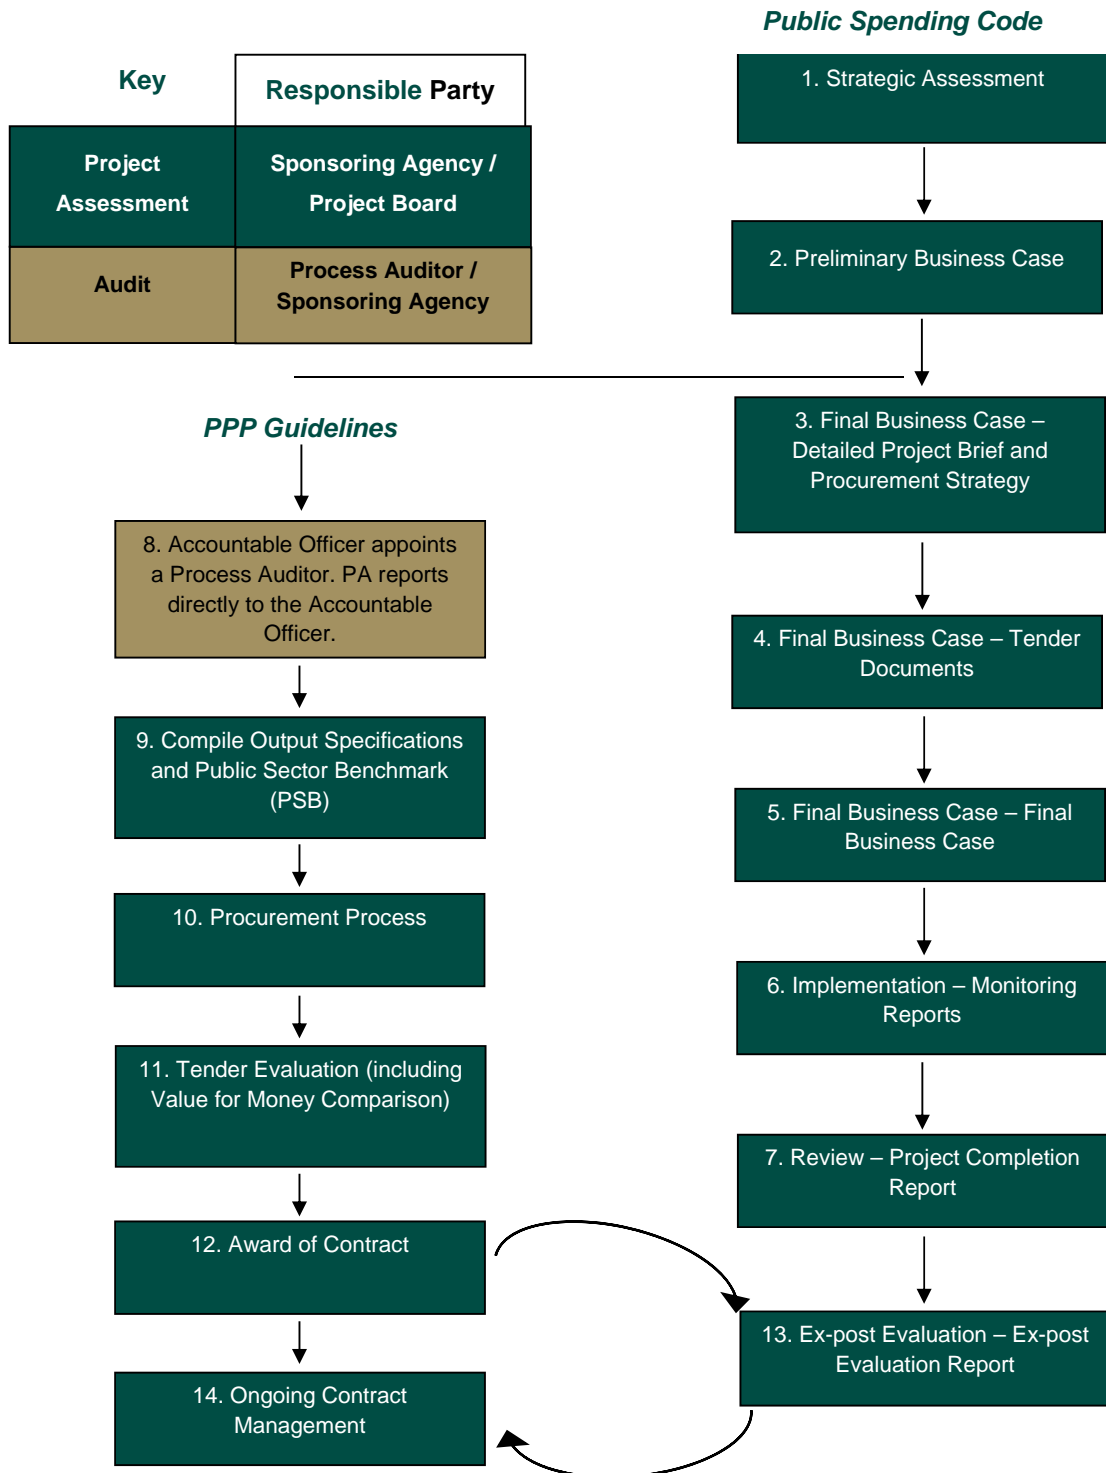 Public Spending Code
Key
Responsible Party
Project
Assessment
Sponsoring Agency /
Project Board
Audit
Process Auditor /
Sponsoring Agency
1. Strategic Assessment
2. Preliminary Business Case
3. Final Business Case –
Detailed Project Brief and
Procurement Strategy
4. Final Business Case – Tender
Documents
5. Final Business Case – Final
Business Case
6. Implementation – Monitoring
Reports
7. Review – Project Completion
Report
PPP Guidelines
8. Accountable Officer appoints
a Process Auditor. PA reports
directly to the Accountable
Officer.
9. Compile Output Specifications
and Public Sector Benchmark
(PSB)
10. Procurement Process
11. Tender Evaluation (including
Value for Money Comparison)
12. Award of Contract
13. Ex-post Evaluation – Ex-post
Evaluation Report
14. Ongoing Contract
Management